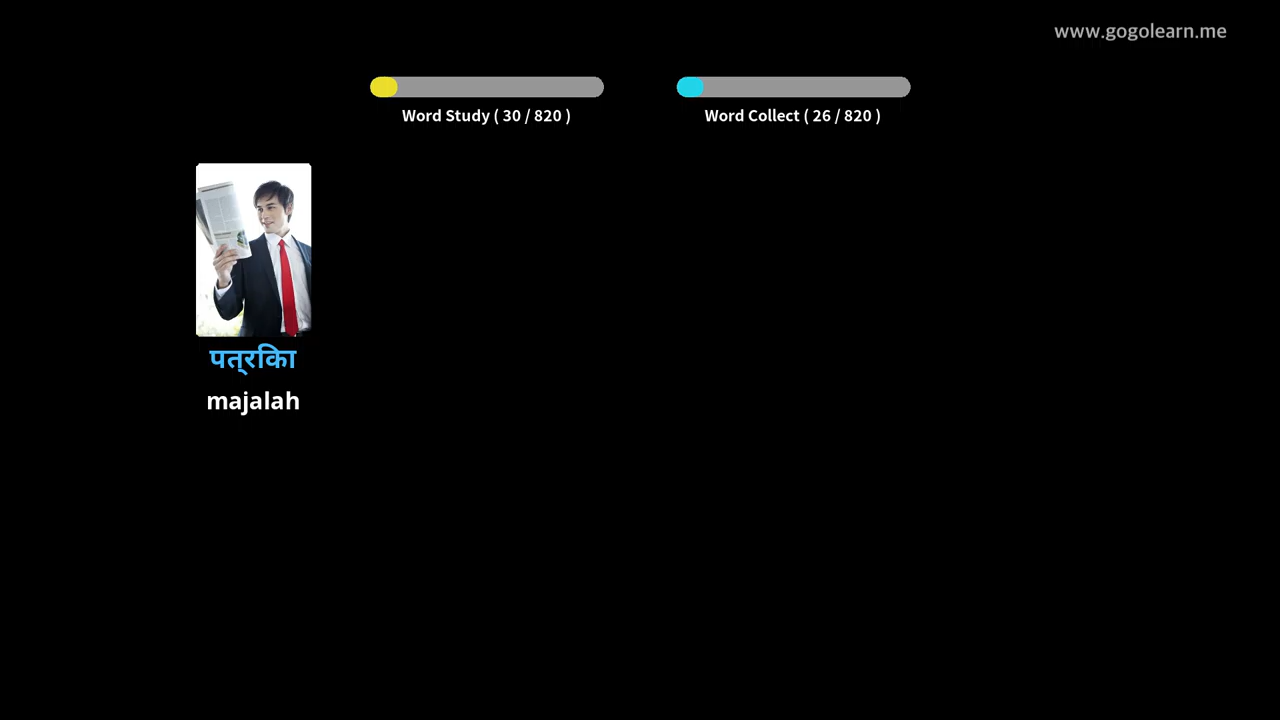 www.gogolearn.me
Word Study ( 30 / 820 )
Word Collect ( 26 / 820 )
पत्रिका
majalah